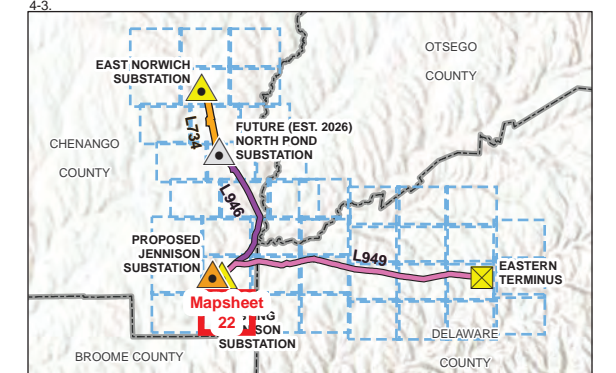 4-3.
OTSEGO
COUNTY
EAST NORWICH
SUBSTATION
L734
CHENANGO
COUNTY
FUTURE (EST. 2026)
NORTH POND
SUBSTATION
L946
PROPOSED
JENNISON
SUBSTATION
L949
EASTERN
TERMINUS
Mapsheet
22
NISON
SUBSTATION
DELAWARE
COUNTY
BROOME COUNTY